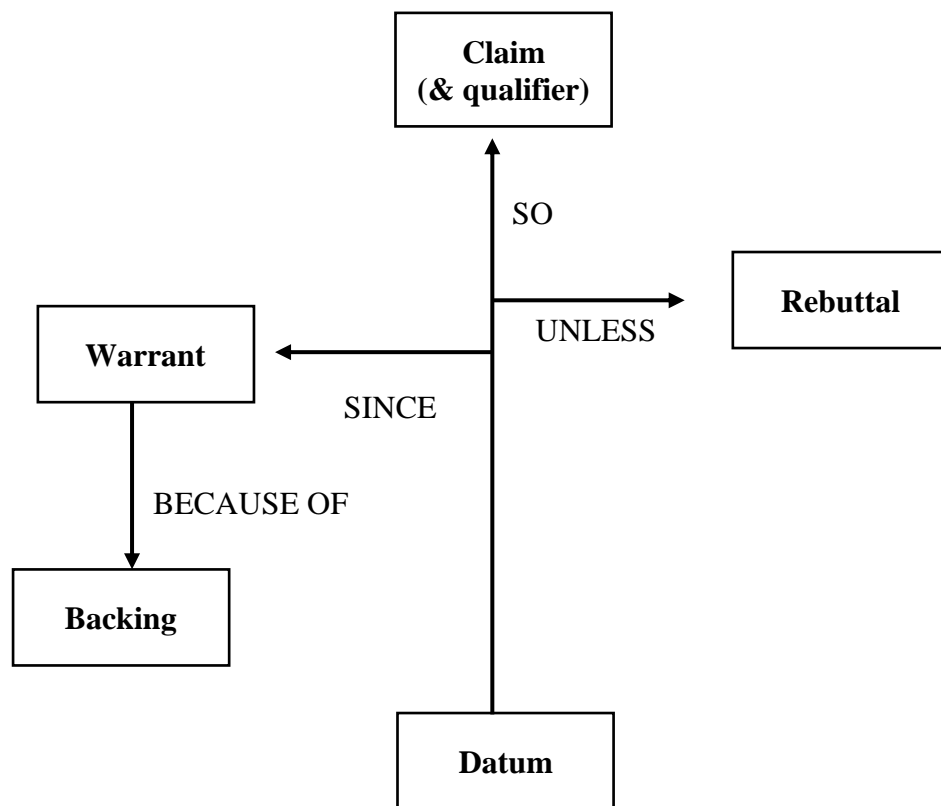 Claim
(& qualifier)
SO
Rebuttal
UNLESS
Warrant
SINCE
BECAUSE OF
Backing
Datum